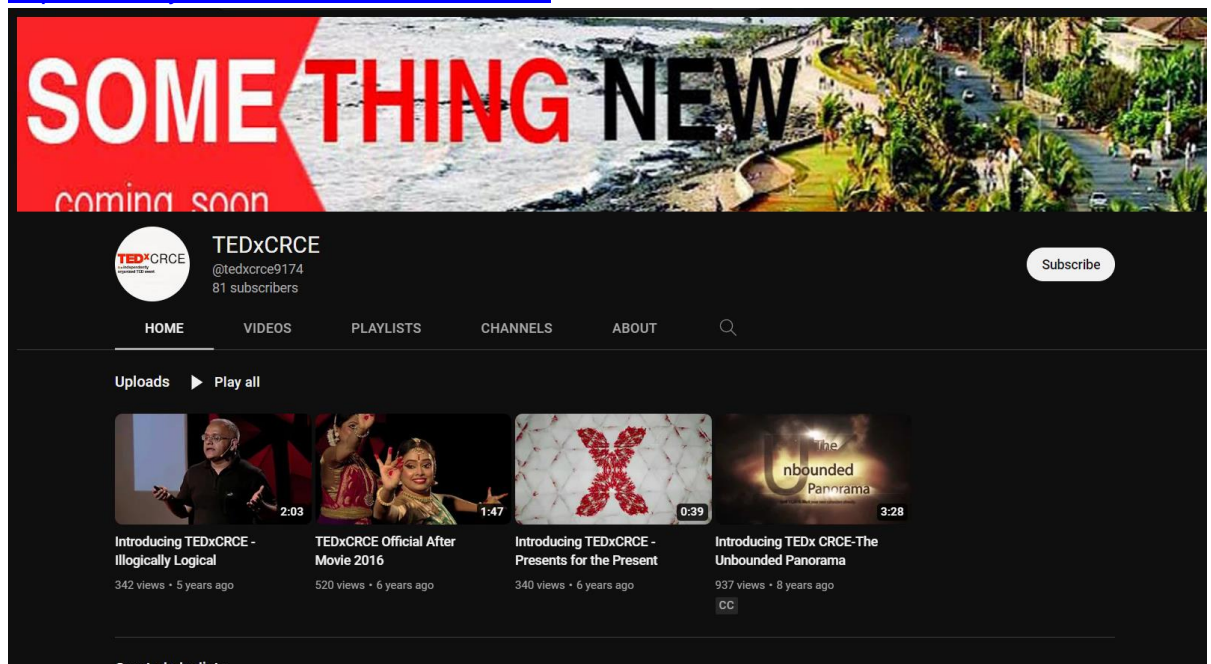 SOME THING NEW
coming soon
TEDxCRCE
TEDxCRCE
@tedxcrce9174
81 subscribers
Subscribe
HOME VIDEOS PLAYLISTS CHANNELS ABOUT
Uploads Play all
The
Unbounded
Panorama
2:03 1:47 0:39 3:28
Introducing TEDxCRCE - TEDxCRCE Official After Introducing TEDxCRCE - Introducing TEDx CRCE-The
Illogically Logical Movie 2016 Presents for the Present Unbounded Panorama
342 views • 5 years ago 520 views • 6 years ago 340 views • 6 years ago 937 views • 8 years ago
CC